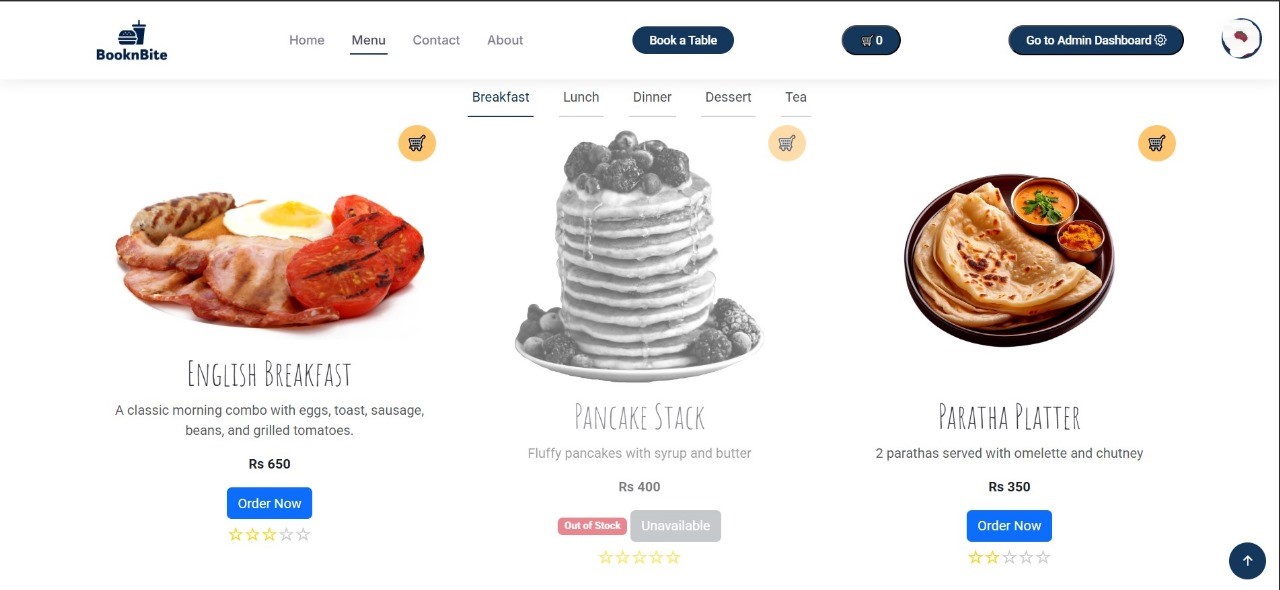 BooknBite
Home Menu Contact About
Book a Table
0
Go to Admin Dashboard
Breakfast Lunch Dinner Dessert Tea
English Breakfast
A classic morning combo with eggs, toast, sausage,
beans, and grilled tomatoes.
Rs 650
Order Now
Pancake Stack
Fluffy pancakes with syrup and butter
Rs 400
Out of Stock Unavailable
Paratha Platter
2 parathas served with omelette and chutney
Rs 350
Order Now